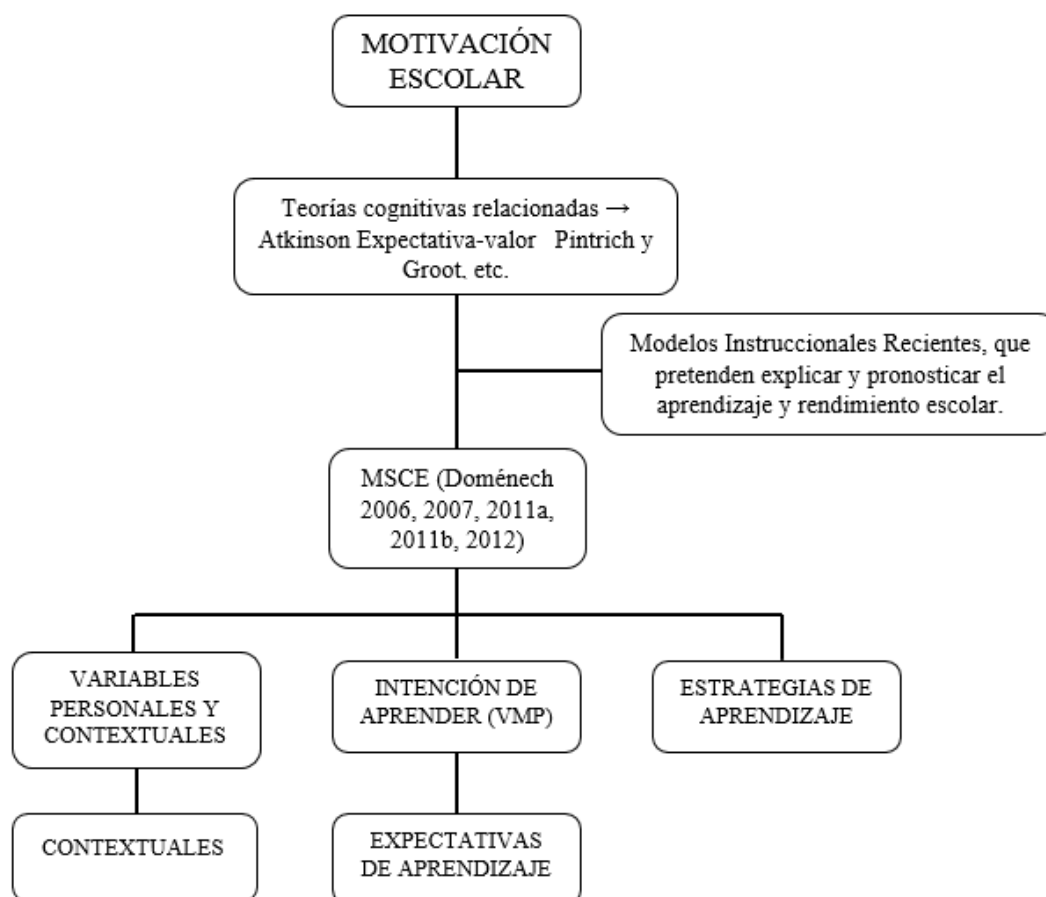 MOTIVACIÓN
ESCOLAR
Teorías cognitivas relacionadas →
Atkinson Expectativa-valor Pintrich y
Groot, etc.
Modelos Instruccionales Recientes, que
pretenden explicar y pronosticar el
aprendizaje y rendimiento escolar.
MSCE (Doménech
2006, 2007, 2011a,
2011b, 2012)
VARIABLES
PERSONALES Y
CONTEXTUALES
INTENCIÓN DE
APRENDER (VMP)
ESTRATEGIAS DE
APRENDIZAJE
CONTEXTUALES
EXPECTATIVAS
DE APRENDIZAJE